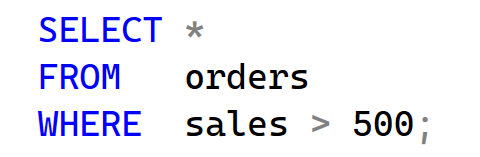 SELECT *
FROM   orders
WHERE  sales > 500;